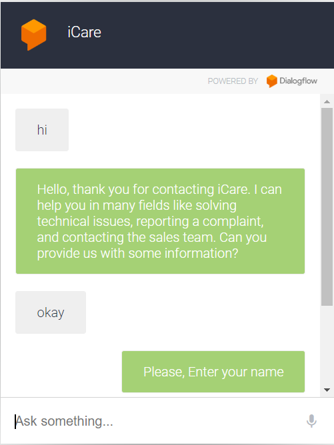 iCare
POWERED BY Dialogflow
hi
Hello, thank you for contacting iCare. I can
help you in many fields like solving
technical issues, reporting a complaint,
and contacting the sales team. Can you
provide us with some information?
okay
Please, Enter your name
Ask something...